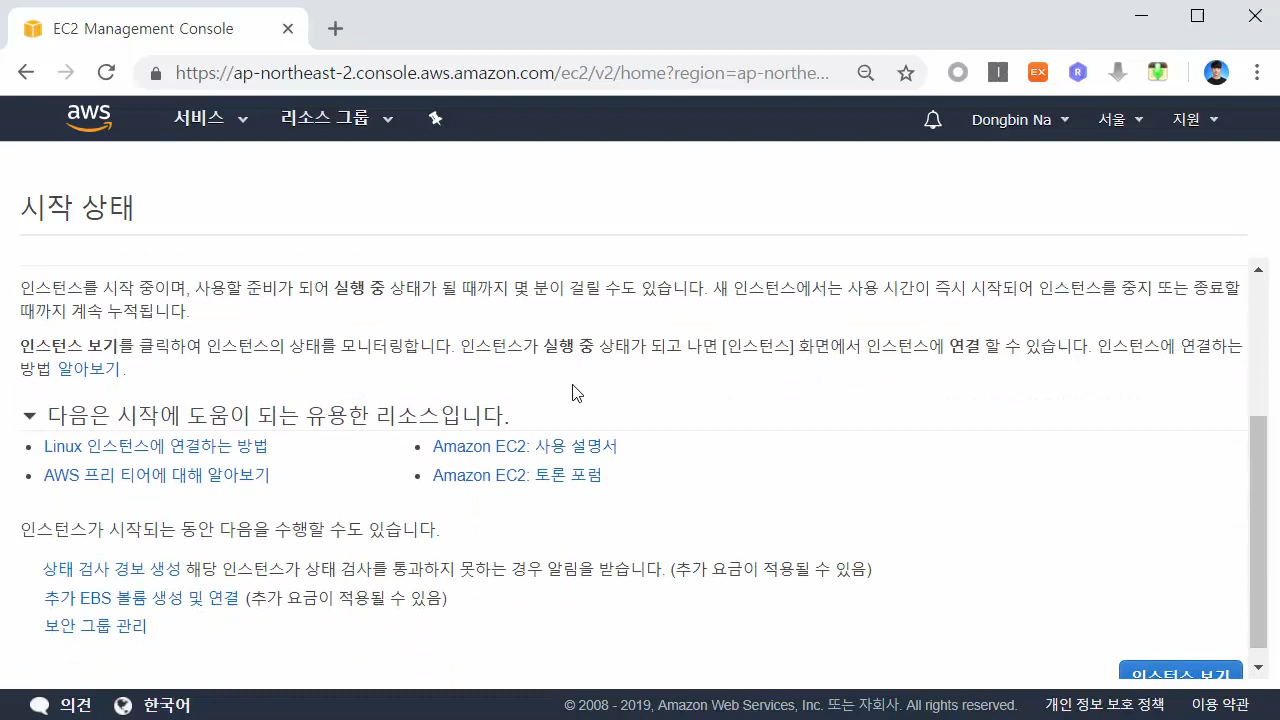 EC2 Management Console
https://ap-northeast-2.console.aws.amazon.com/ec2/v2/home?region=ap-northe...
EX
R
aws 서비스 리소스 그룹 Dongbin Na 서울 지원
시작 상태
인스턴스를 시작 중이며, 사용할 준비가 되어 실행 중 상태가 될 때까지 몇 분이 걸릴 수도 있습니다. 새 인스턴스에서는 사용 시간이 즉시 시작되어 인스턴스를 중지 또는 종료할
때까지 계속 누적됩니다.
인스턴스 보기를 클릭하여 인스턴스의 상태를 모니터링합니다. 인스턴스가 실행 중 상태가 되고 나면 [인스턴스] 화면에서 인스턴스에 연결 할 수 있습니다. 인스턴스에 연결하는
방법 알아보기.
다음은 시작에 도움이 되는 유용한 리소스입니다.
Linux 인스턴스에 연결하는 방법 Amazon EC2: 사용 설명서
AWS 프리 티어에 대해 알아보기 Amazon EC2: 토론 포럼
인스턴스가 시작되는 동안 다음을 수행할 수도 있습니다.
상태 검사 경보 생성 해당 인스턴스가 상태 검사를 통과하지 못하는 경우 알림을 받습니다. (추가 요금이 적용될 수 있음)
추가 EBS 볼륨 생성 및 연결 (추가 요금이 적용될 수 있음)
보안 그룹 관리
인스턴스 보기
의견 한국어 © 2008 - 2019, Amazon Web Services, Inc. 또는 자회사. All rights reserved. 개인 정보 보호 정책 이용 약관